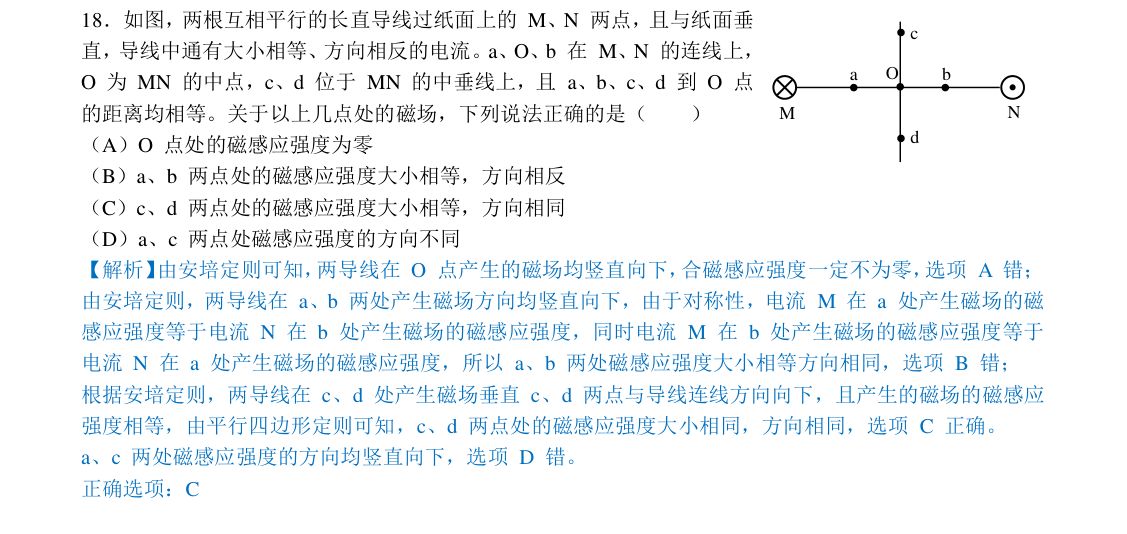 18．如图，两根互相平行的长直导线过纸面上的 M、N 两点，且与纸面垂
直，导线中通有大小相等、方向相反的电流。a、O、b 在 M、N 的连线上，
O 为 MN 的中点，c、d 位于 MN 的中垂线上，且 a、b、c、d 到 O 点
的距离均相等。关于以上几点处的磁场，下列说法正确的是（　　）
c
a
O
b
M
N
d
（A）O 点处的磁感应强度为零
（B）a、b 两点处的磁感应强度大小相等，方向相反
（C）c、d 两点处的磁感应强度大小相等，方向相同
（D）a、c 两点处磁感应强度的方向不同
【解析】由安培定则可知，两导线在 O 点产生的磁场均竖直向下，合磁感应强度一定不为零，选项 A 错；
由安培定则，两导线在 a、b 两处产生磁场方向均竖直向下，由于对称性，电流 M 在 a 处产生磁场的磁
感应强度等于电流 N 在 b 处产生磁场的磁感应强度，同时电流 M 在 b 处产生磁场的磁感应强度等于
电流 N 在 a 处产生磁场的磁感应强度，所以 a、b 两处磁感应强度大小相等方向相同，选项 B 错；
根据安培定则，两导线在 c、d 处产生磁场垂直 c、d 两点与导线连线方向向下，且产生的磁场的磁感应
强度相等，由平行四边形定则可知，c、d 两点处的磁感应强度大小相同，方向相同，选项 C 正确。
a、c 两处磁感应强度的方向均竖直向下，选项 D 错。
正确选项：C